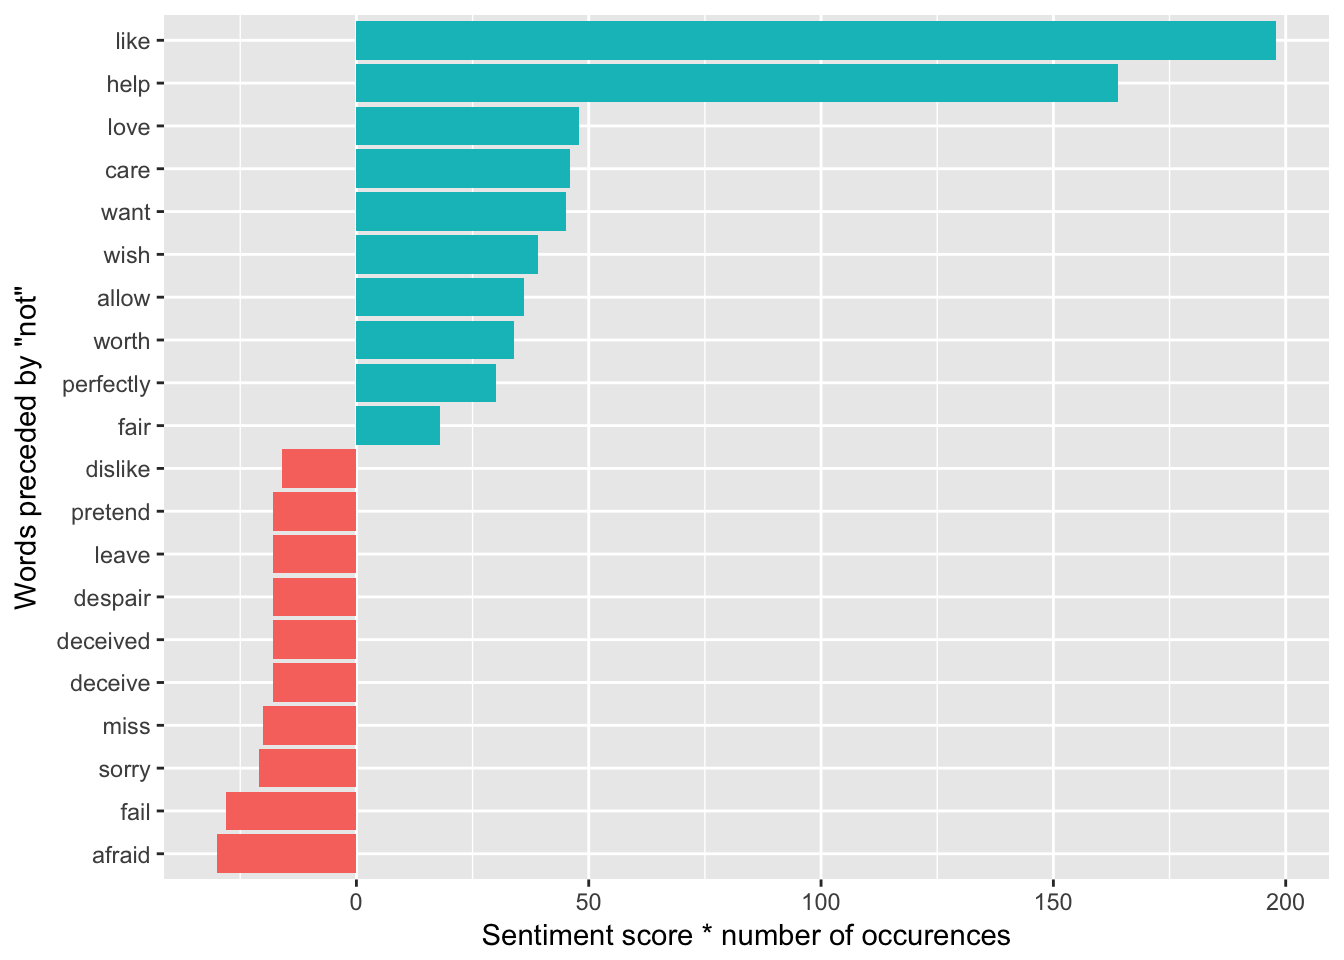 like
help
love
care
want
wish
allow
worth
perfectly
fair
dislike
pretend
leave
despair
deceived
deceive
miss
sorry
fail
afraid
Words preceded by "not"
0 50 100 150 200
Sentiment score * number of occurences